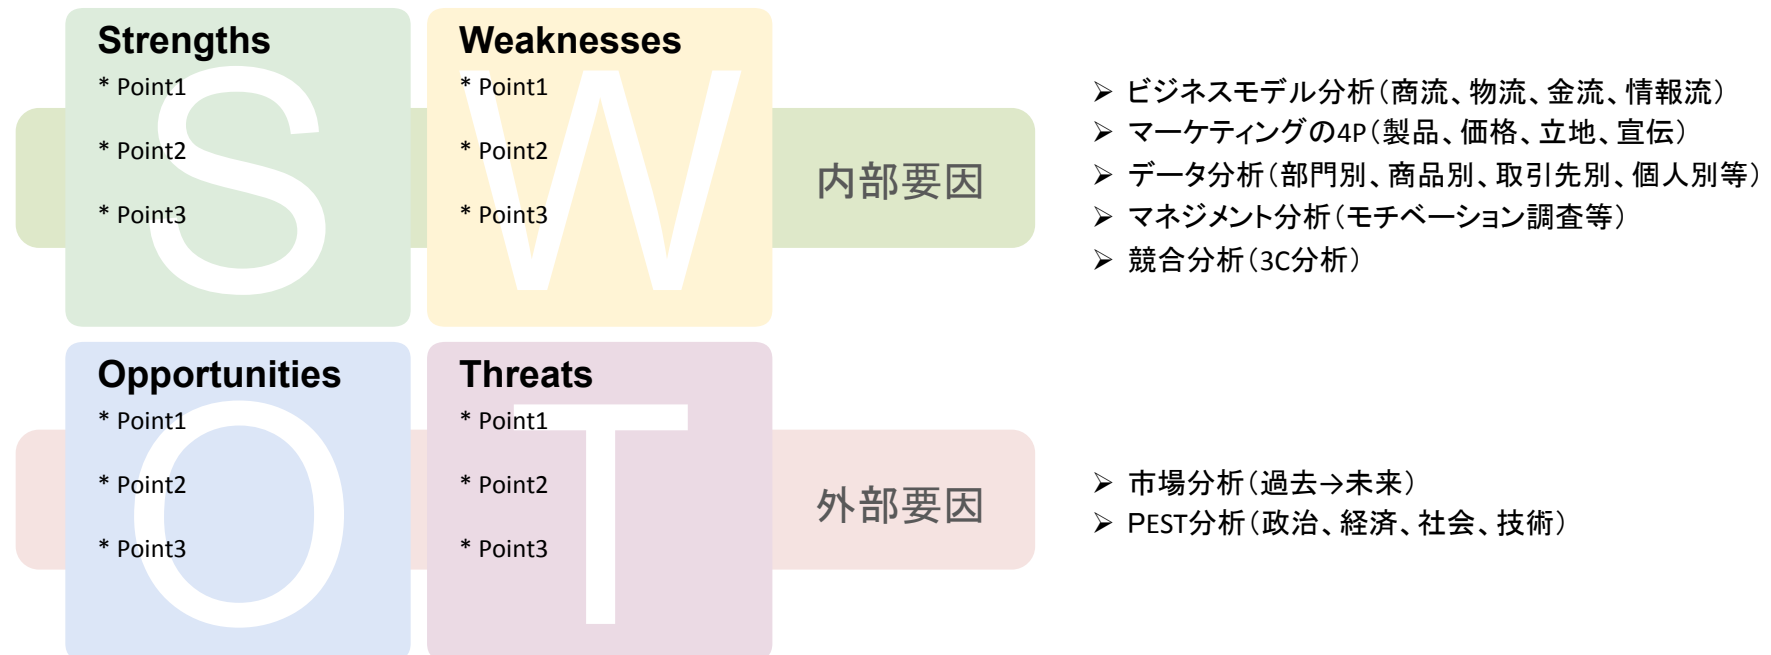 Strengths
* Point1
* Point2
* Point3
S
Weaknesses
* Point1
* Point2
* Point3
W
内部要因
➢ ビジネスモデル分析（商流、物流、金流、情報流）
➢ マーケティングの4P（製品、価格、立地、宣伝）
➢ データ分析（部門別、商品別、取引先別、個人別等）
➢ マネジメント分析（モチベーション調査等）
➢ 競合分析（3C分析）
Opportunities
* Point1
* Point2
* Point3
O
Threats
* Point1
* Point2
* Point3
T
外部要因
➢ 市場分析（過去→未来）
➢ PEST分析（政治、経済、社会、技術）